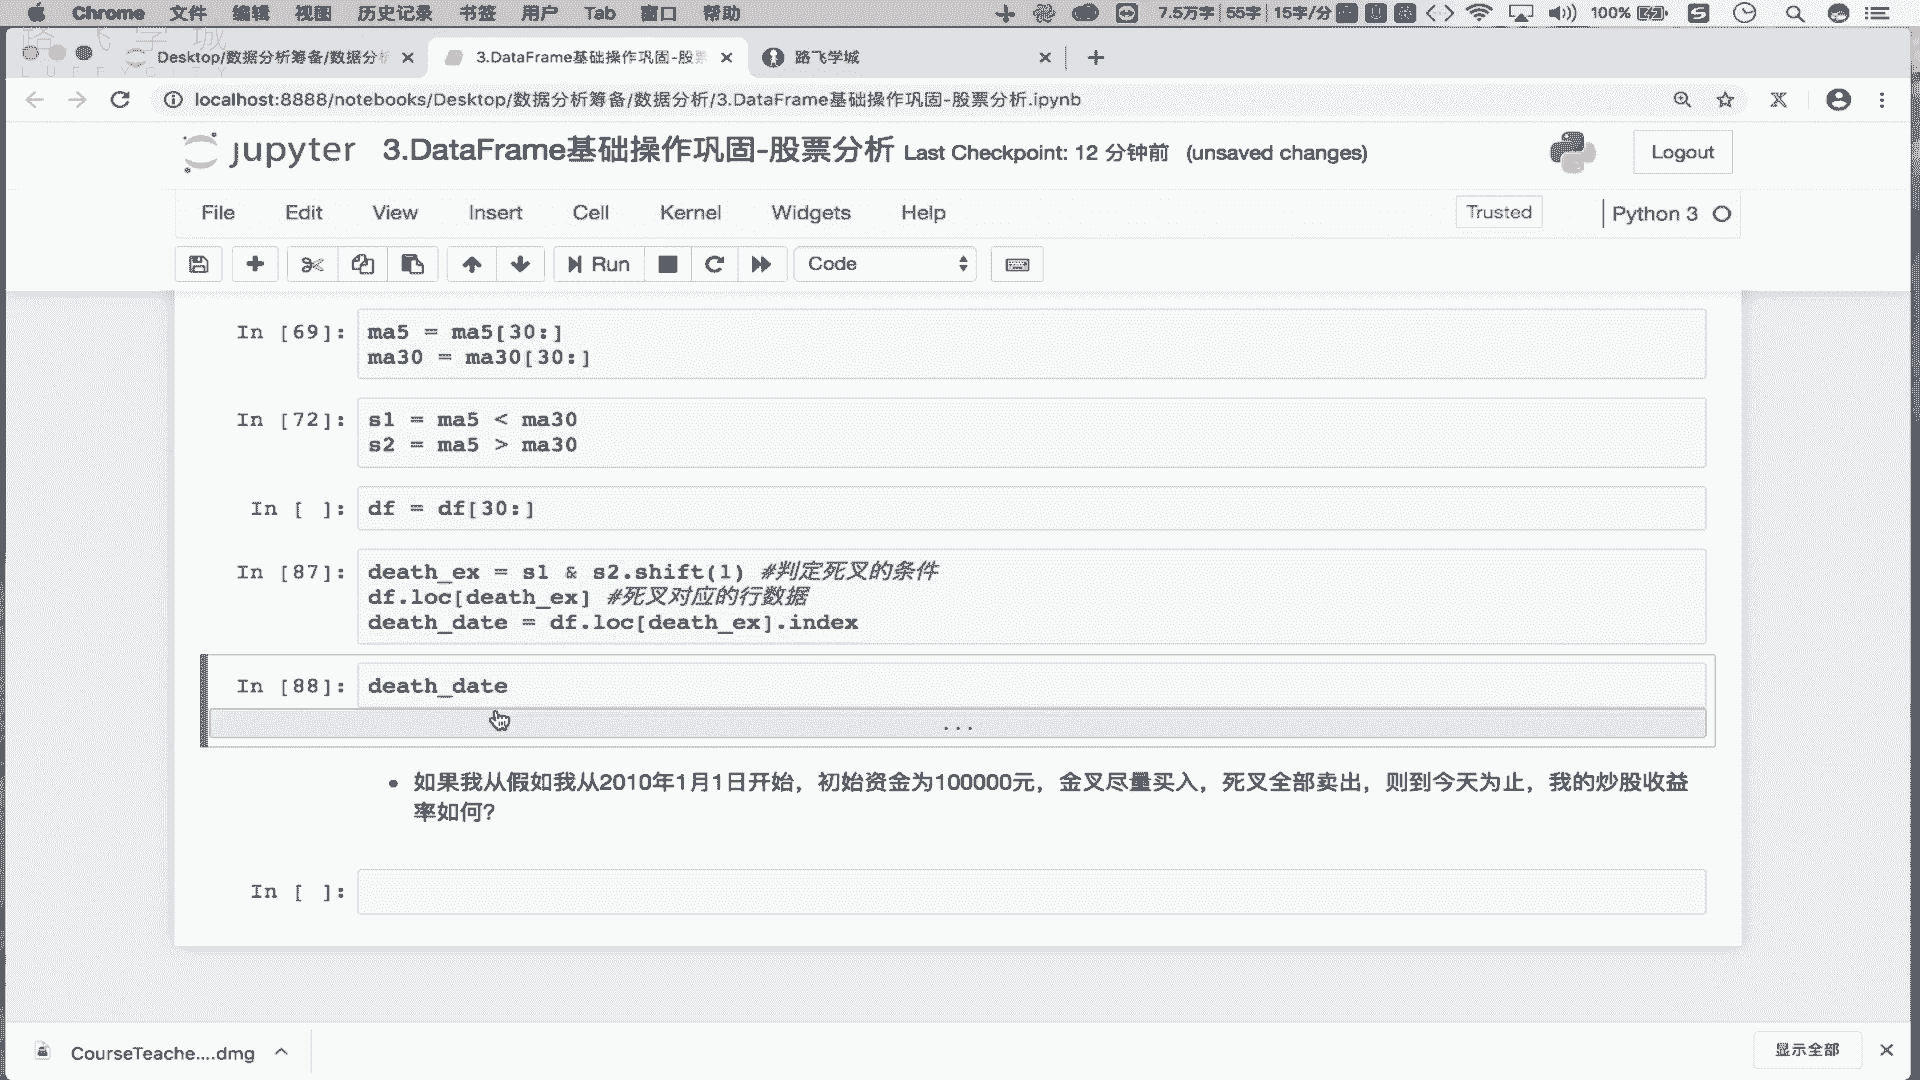 Chrome 文件 编辑 视图 历史记录 书签 用户 Tab 窗口 帮助 7.5万字 55字 15字/分 100%
Desktop/数据分析筹备/数据分析 3.DataFrame基础操作巩固-股票 路飞学城
localhost:8888/notebooks/Desktop/数据分析筹备/数据分析/3.DataFrame基础操作巩固-股票分析.ipynb
jupyter 3.DataFrame基础操作巩固-股票分析 Last Checkpoint: 12 分钟前 (unsaved changes) Logout
File Edit View Insert Cell Kernel Widgets Help Trusted Python 3
Run Code
In [69]: ma5 = ma5[30:]
ma30 = ma30[30:]
In [72]: s1 = ma5 < ma30
s2 = ma5 > ma30
In [ ]: df = df[30:]
In [87]: death_ex = s1 & s2.shift(1) #判定死叉的条件
df.loc[death_ex] #死叉对应的行数据
death_date = df.loc[death_ex].index
In [88]: death_date
...
• 如果我从假如我从2010年1月1日开始，初始资金为100000元，金叉尽量买入，死叉全部卖出，则到今天为止，我的炒股收益
率如何？
In [ ]:
CourseTeache....dmg 显示全部